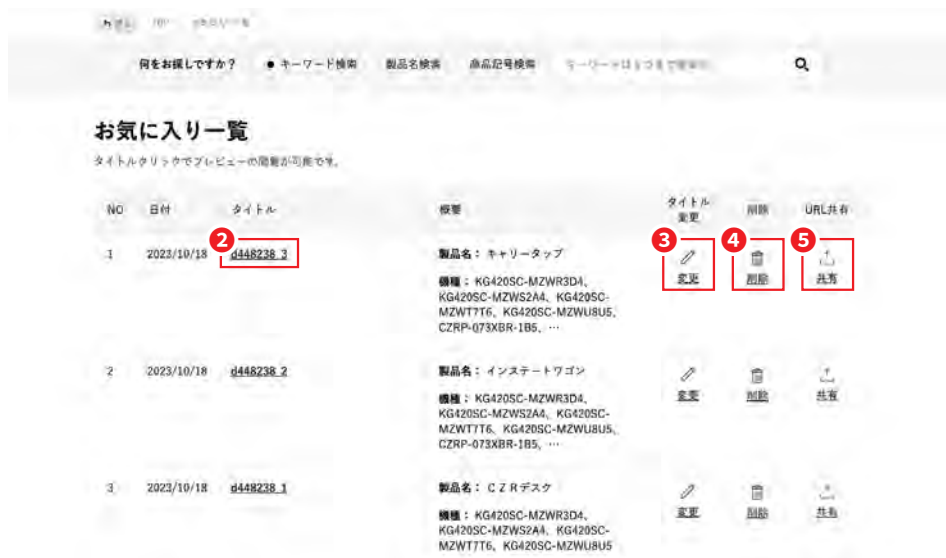 何をお探しですか？ ● キーワード検索 製品名検索 商品記号検索
お気に入り一覧
タイトルクリックでプレビューの閲覧が可能です。
NO 日付 タイトル 概要 タイトル変更 削除 URL共有
2 3 4 5
1 2023/10/18 d448238_3 製品名：キャリータップ 変更 削除 共有
機種：KG420SC-MZWR3D4、
KG420SC-MZWS2A4、KG420SC-
MZWT7T6、KG420SC-MZWU8U5、
CZRP-073XBR-1B5、…
2 2023/10/18 d448238_2 製品名：インステートワゴン 変更 削除 共有
機種：KG420SC-MZWR3D4、
KG420SC-MZWS2A4、KG420SC-
MZWT7T6、KG420SC-MZWU8U5、
CZRP-073XBR-1B5、…
3 2023/10/18 d448238_1 製品名：CZRデスク 変更 削除 共有
機種：KG420SC-MZWR3D4、
KG420SC-MZWS2A4、KG420SC-
MZWT7T6、KG420SC-MZWU8U5